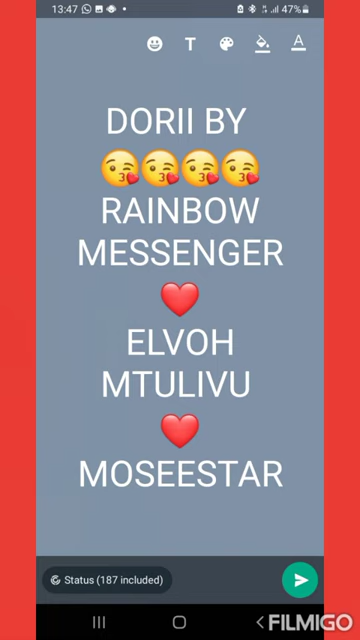 13:47
47%
T
A
DORII BY
😘😘😘😘
RAINBOW
MESSENGER
❤️
ELVOH
MTULIVU
❤️
MOSEESTAR
Status (187 included)
FILMIGO